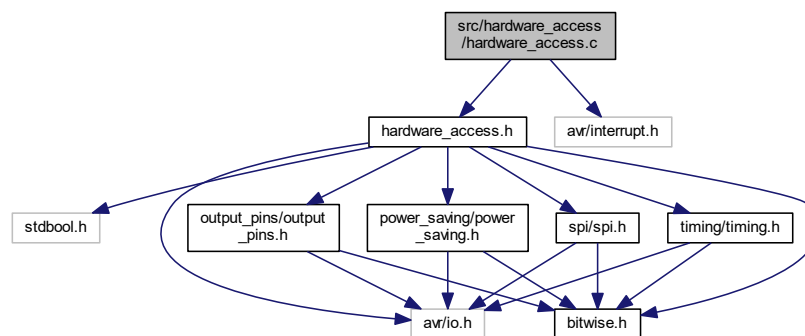 src/hardware_access
/hardware_access.c
hardware_access.h
avr/interrupt.h
stdbool.h
output_pins/output
_pins.h
power_saving/power
_saving.h
spi/spi.h
timing/timing.h
avr/io.h
bitwise.h